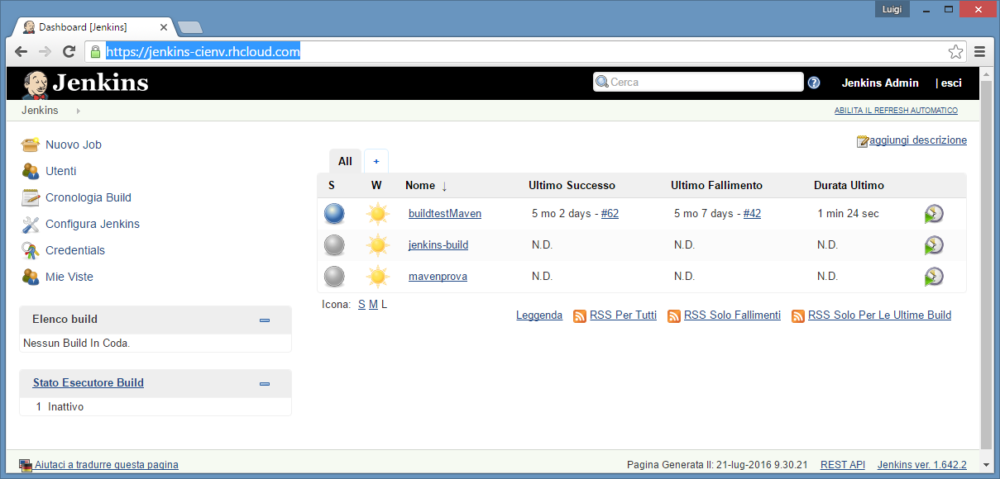 Luigi
Dashboard [Jenkins]
https://jenkins-cienv.rhcloud.com
Jenkins
Cerca
Jenkins Admin | esci
Jenkins
ABILITA IL REFRESH AUTOMATICO
Nuovo Job
Utenti
Cronologia Build
Configura Jenkins
Credentials
Mie Viste
Elenco build
Nessun Build In Coda.
Stato Esecutore Build
1 Inattivo
aggiungi descrizione
All +
S W Nome ↓ Ultimo Successo Ultimo Fallimento Durata Ultimo
buildtestMaven 5 mo 2 days - #62 5 mo 7 days - #42 1 min 24 sec
jenkins-build N.D. N.D. N.D.
mavenprova N.D. N.D. N.D.
Icona: S M L
Leggenda RSS Per Tutti RSS Solo Fallimenti RSS Solo Per Le Ultime Build
Aiutaci a tradurre questa pagina
Pagina Generata Il: 21-lug-2016 9.30.21 REST API Jenkins ver. 1.642.2